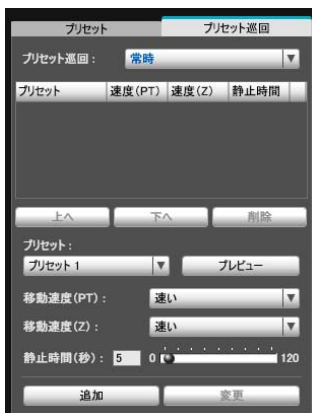 プリセット プリセット巡回
プリセット巡回： 常時
プリセット 速度(PT) 速度(Z) 静止時間
上へ 下へ 削除
プリセット：
プリセット 1 プレビュー
移動速度(PT)： 速い
移動速度(Z)： 速い
静止時間(秒)： 5 0 120
追加 変更